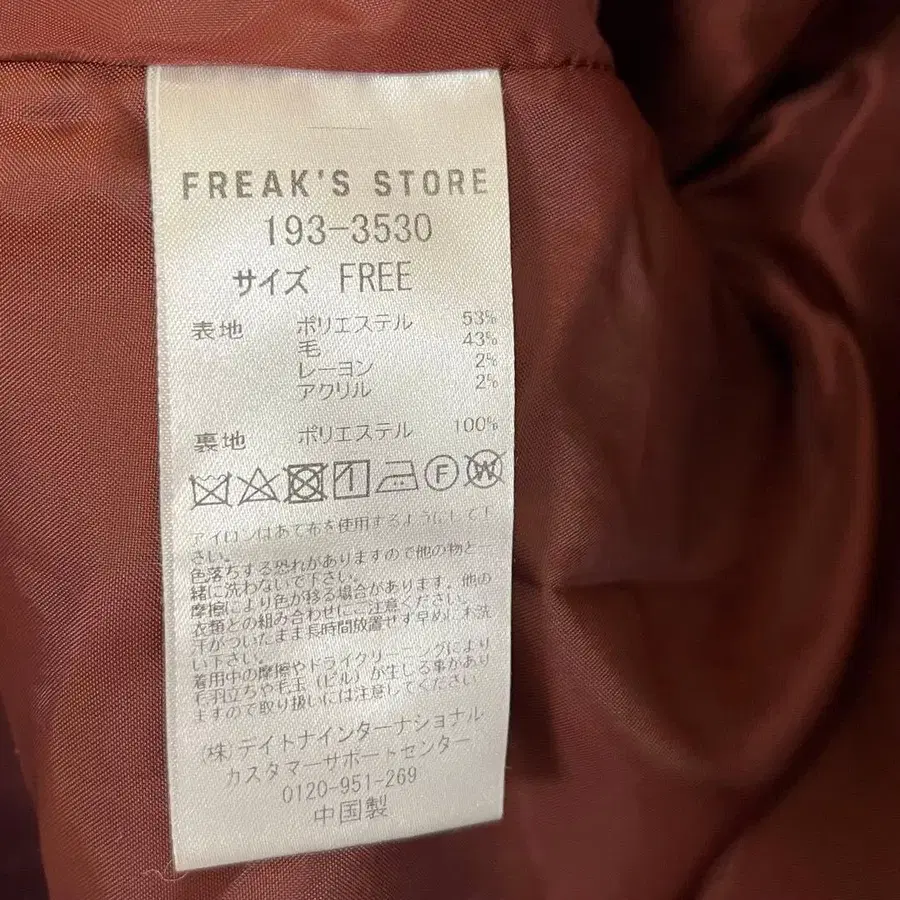 FREAK'S STORE
193-3530
サイズ FREE
表地 ポリエステル 53%
毛 43%
レーヨン 2%
アクリル 2%
裏地 ポリエステル 100%
F W
アイロンはあて布を使用するようにして下
さい。
色落ちする恐れがありますので他の物と一
緒に洗わないで下さい。
摩擦により色が移る場合があります。他の
衣類との組み合わせにご注意ください。
汗がついたまま長時間放置せず早めに水洗
い下さい。
着用中の摩擦やドライクリーニングにより
毛羽立ちや毛玉(ピル)が生じる事があり
ますので取り扱いには注意してください
(株)デイトナインターナショナル
カスタマーサポートセンター
0120-951-269
中国製